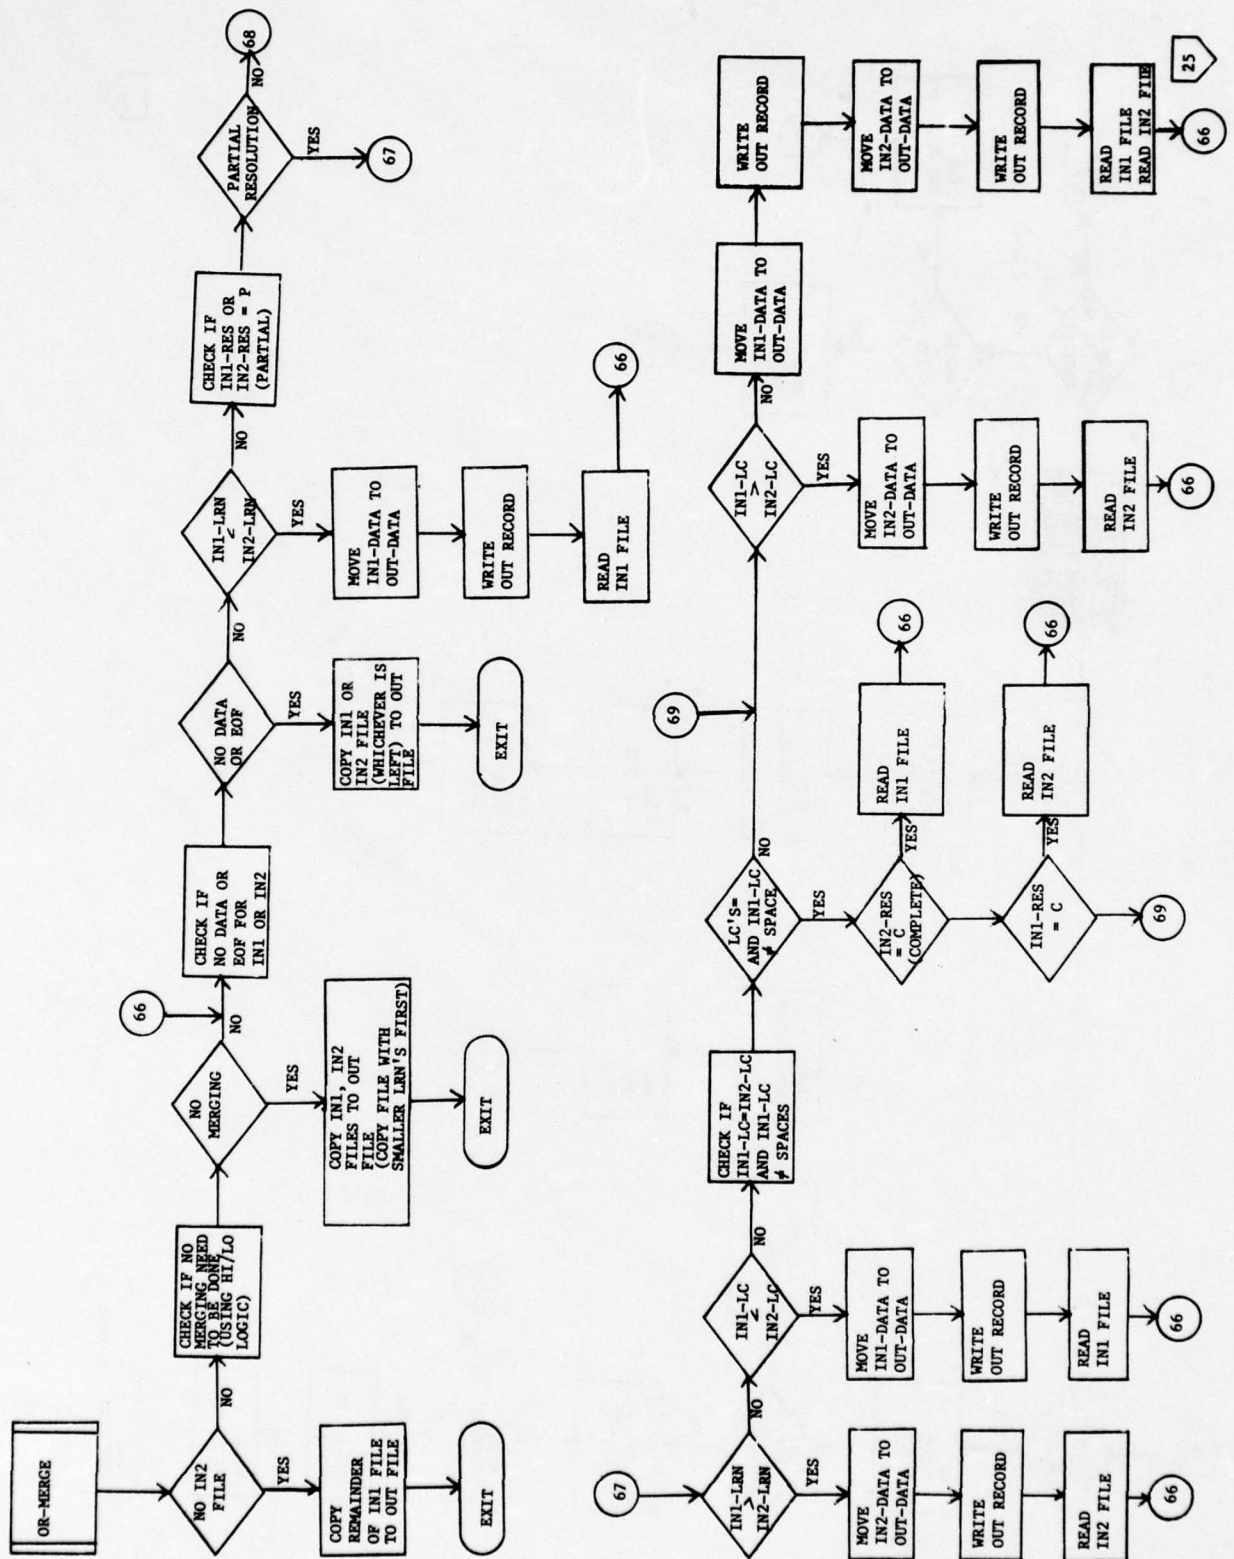 OR-MERGE
NO IN2
FILE
YES
COPY
REMAINDER
OF IN1 FILE
TO OUT FILE
EXIT
NO
CHECK IF NO
MERGING NEED
TO BE DONE
(USING HI/LO
LOGIC)
NO
MERGING
YES
COPY IN1, IN2
FILES TO OUT
FILE
(COPY FILE WITH
SMALLER LRN'S FIRST)
EXIT
NO
66
CHECK IF
NO DATA OR
EOF FOR
IN1 OR IN2
NO DATA
OR EOF
YES
COPY IN1 OR
IN2 FILE
(WHICHEVER IS
LEFT) TO OUT
FILE
EXIT
NO
IN1-LRN
<
IN2-LRN
YES
MOVE
IN1-DATA TO
OUT-DATA
WRITE
OUT RECORD
READ
IN1 FILE
66
NO
CHECK IF
IN1-RES OR
IN2-RES = P
(PARTIAL)
PARTIAL
RESOLUTION
YES
67
NO
68
67
IN1-LRN
>
IN2-LRN
YES
MOVE
IN2-DATA TO
OUT-DATA
WRITE
OUT RECORD
READ
IN2 FILE
66
NO
IN1-LC
<
IN2-LC
YES
MOVE
IN1-DATA TO
OUT-DATA
WRITE
OUT RECORD
READ
IN1 FILE
66
NO
CHECK IF
IN1-LC=IN2-LC
AND IN1-LC
≠ SPACES
LC'S=
AND IN1-LC
≠ SPACE
YES
IN2-RES
= C
(COMPLETE)
YES
READ
IN1 FILE
66
IN1-RES
= C
YES
READ
IN2 FILE
66
69
NO
69
IN1-LC
>
IN2-LC
YES
MOVE
IN2-DATA TO
OUT-DATA
WRITE
OUT RECORD
READ
IN2 FILE
66
NO
MOVE
IN1-DATA TO
OUT-DATA
WRITE
OUT RECORD
MOVE
IN2-DATA TO
OUT-DATA
WRITE
OUT RECORD
READ
IN1 FILE
READ IN2 FILE
66
25